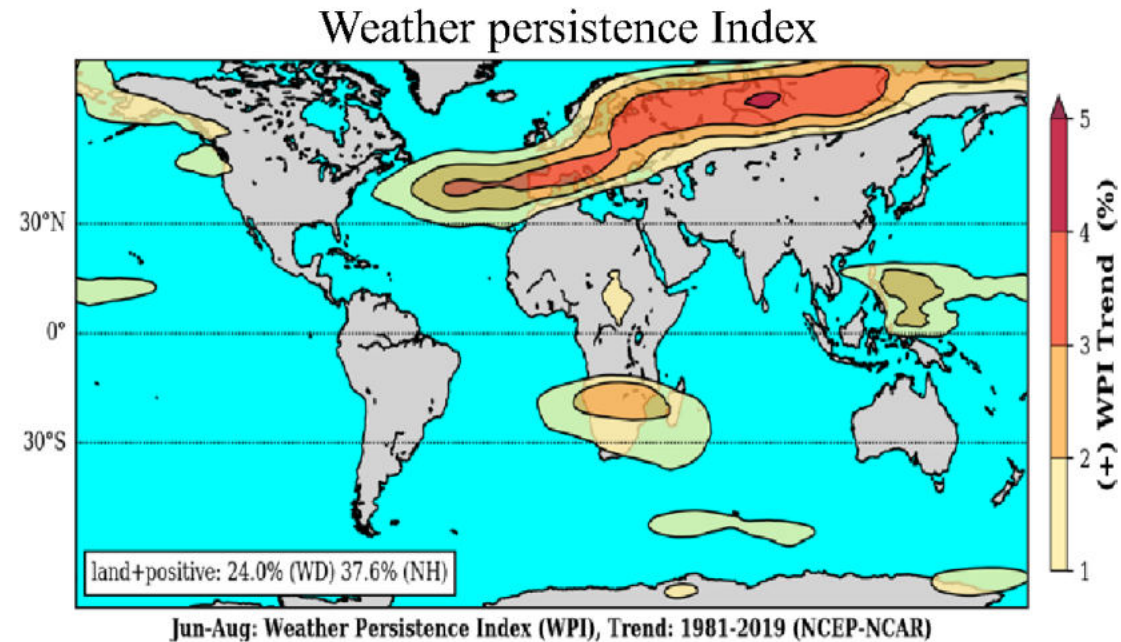 Weather persistence Index
30°N
0°
30°S
5
4
3
2
1
(+) WPI Trend (%)
land+positive: 24.0% (WD) 37.6% (NH)
Jun-Aug: Weather Persistence Index (WPI), Trend: 1981-2019 (NCEP-NCAR)